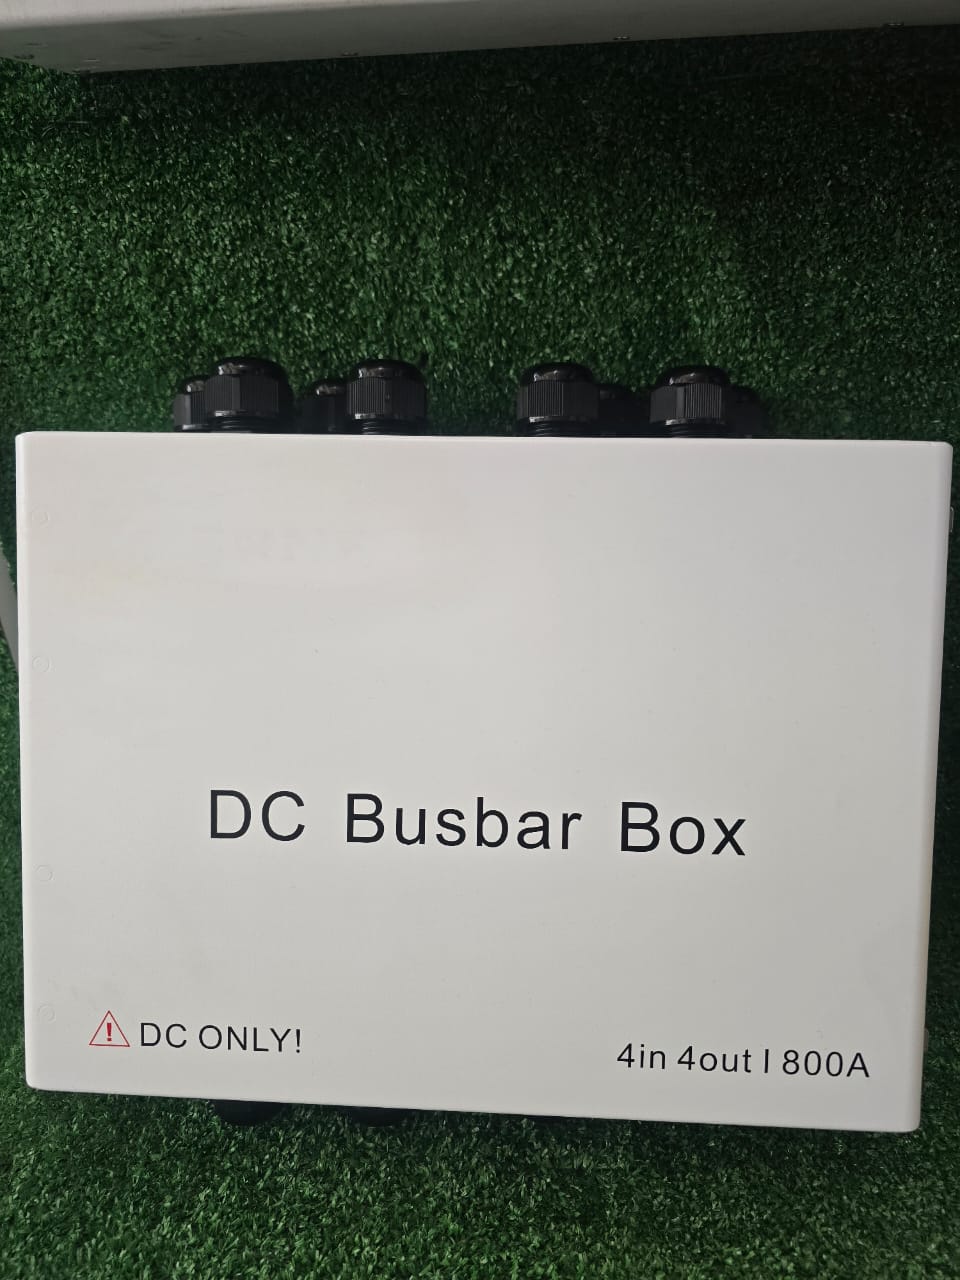 DC Busbar Box
! DC ONLY!
4in 4out | 800A